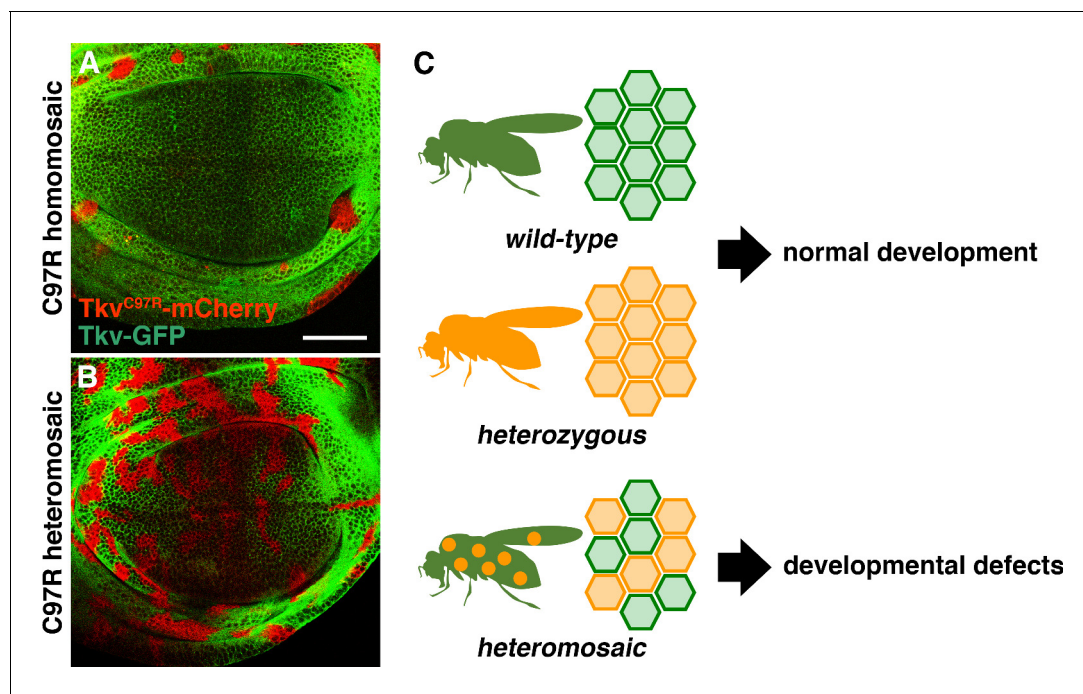 A
C97R homomosaic
Tkv^C97R-mCherry
Tkv-GFP
B
C97R heteromosaic
C
wild-type
normal development
heterozygous
developmental defects
heteromosaic